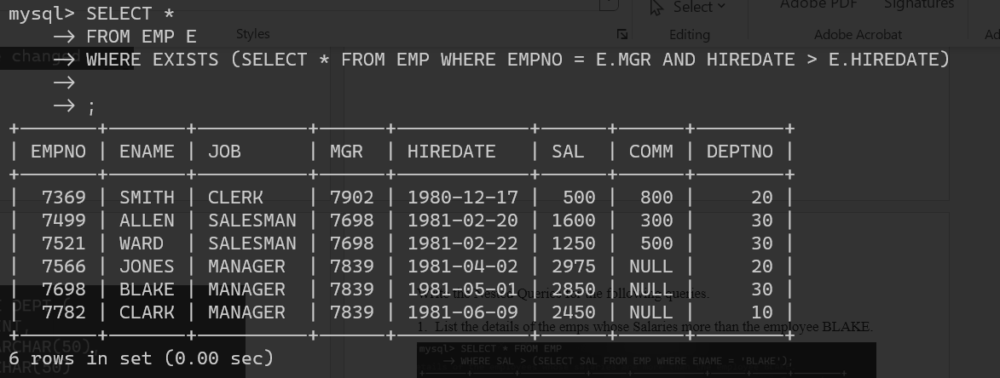 Adobe PDF Signatures
mysql> SELECT *
Select
-> FROM EMP E
Styles Editing Adobe Acrobat Ad
changed
-> WHERE EXISTS (SELECT * FROM EMP WHERE EMPNO = E.MGR AND HIREDATE > E.HIREDATE)
->
-> ;
+-------+-------+----------+------+------------+------+------+--------+
| EMPNO | ENAME | JOB | MGR | HIREDATE | SAL | COMM | DEPTNO |
+-------+-------+----------+------+------------+------+------+--------+
| 7369 | SMITH | CLERK | 7902 | 1980-12-17 | 500 | 800 | 20 |
| 7499 | ALLEN | SALESMAN | 7698 | 1981-02-20 | 1600 | 300 | 30 |
| 7521 | WARD | SALESMAN | 7698 | 1981-02-22 | 1250 | 500 | 30 |
| 7566 | JONES | MANAGER | 7839 | 1981-04-02 | 2975 | NULL | 20 |
| 7698 | BLAKE | MANAGER | 7839 | 1981-05-01 | 2850 | NULL | 30 |
| 7782 | CLARK | MANAGER | 7839 | 1981-06-09 | 2450 | NULL | 10 |
+-------+-------+----------+------+------------+------+------+--------+
6 rows in set (0.00 sec)
DEPT (
NT,
ARCHAR(50),
CHAR(50)
the following queries.
1. List the details of the emps whose Salaries more than the employee BLAKE.
mysql> SELECT * FROM EMP
-> WHERE SAL > (SELECT SAL FROM EMP WHERE ENAME = 'BLAKE');